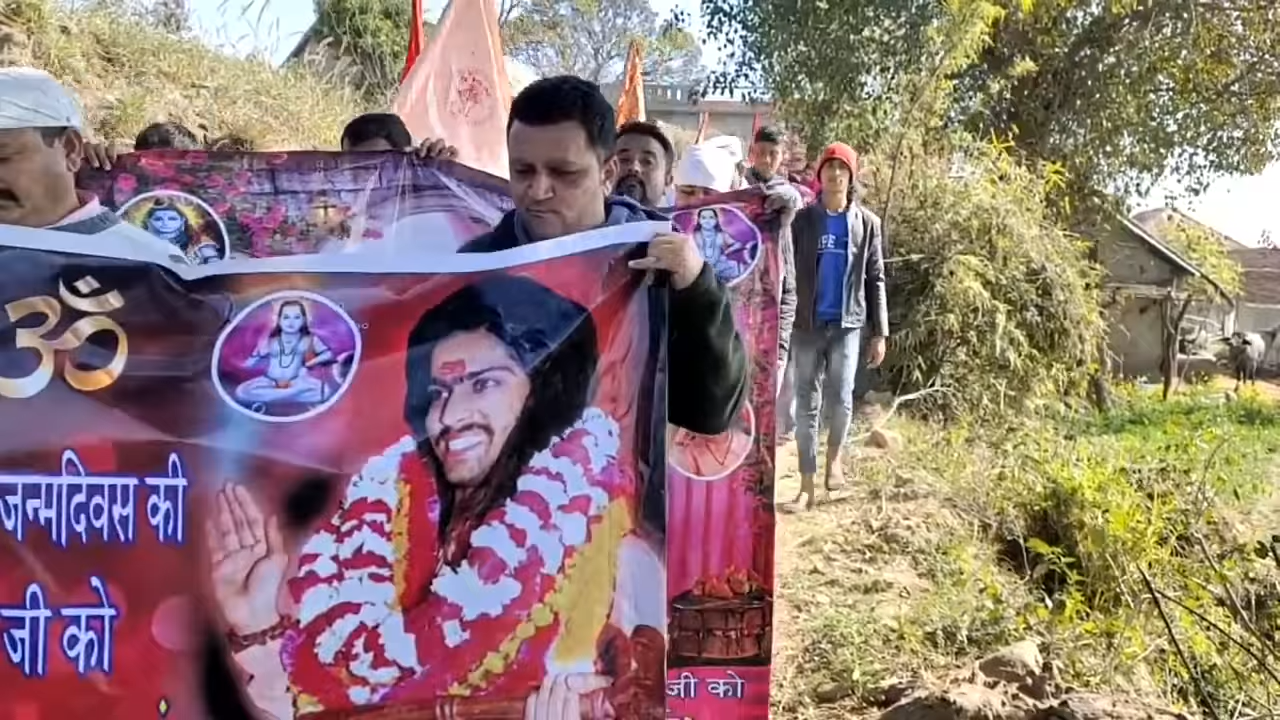 ॐ
जन्मदिवस की
जी को
जी को